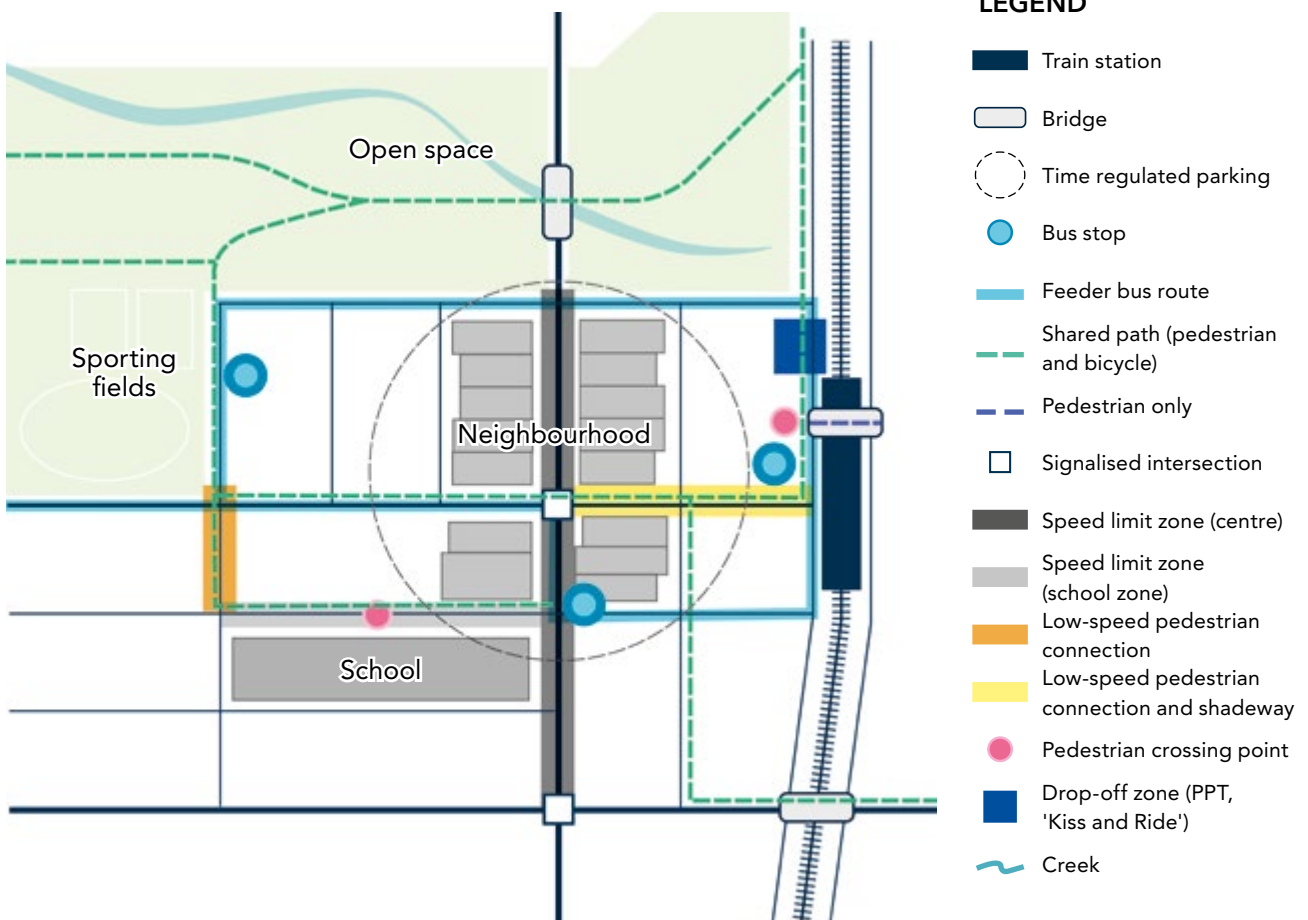 LEGEND
Train station
Bridge
Time regulated parking
Bus stop
Feeder bus route
Shared path (pedestrian
and bicycle)
Pedestrian only
Signalised intersection
Speed limit zone (centre)
Speed limit zone
(school zone)
Low-speed pedestrian
connection
Low-speed pedestrian
connection and shadeway
Pedestrian crossing point
Drop-off zone (PPT,
'Kiss and Ride')
Creek
Open space
Sporting
fields
Neighbourhood
School